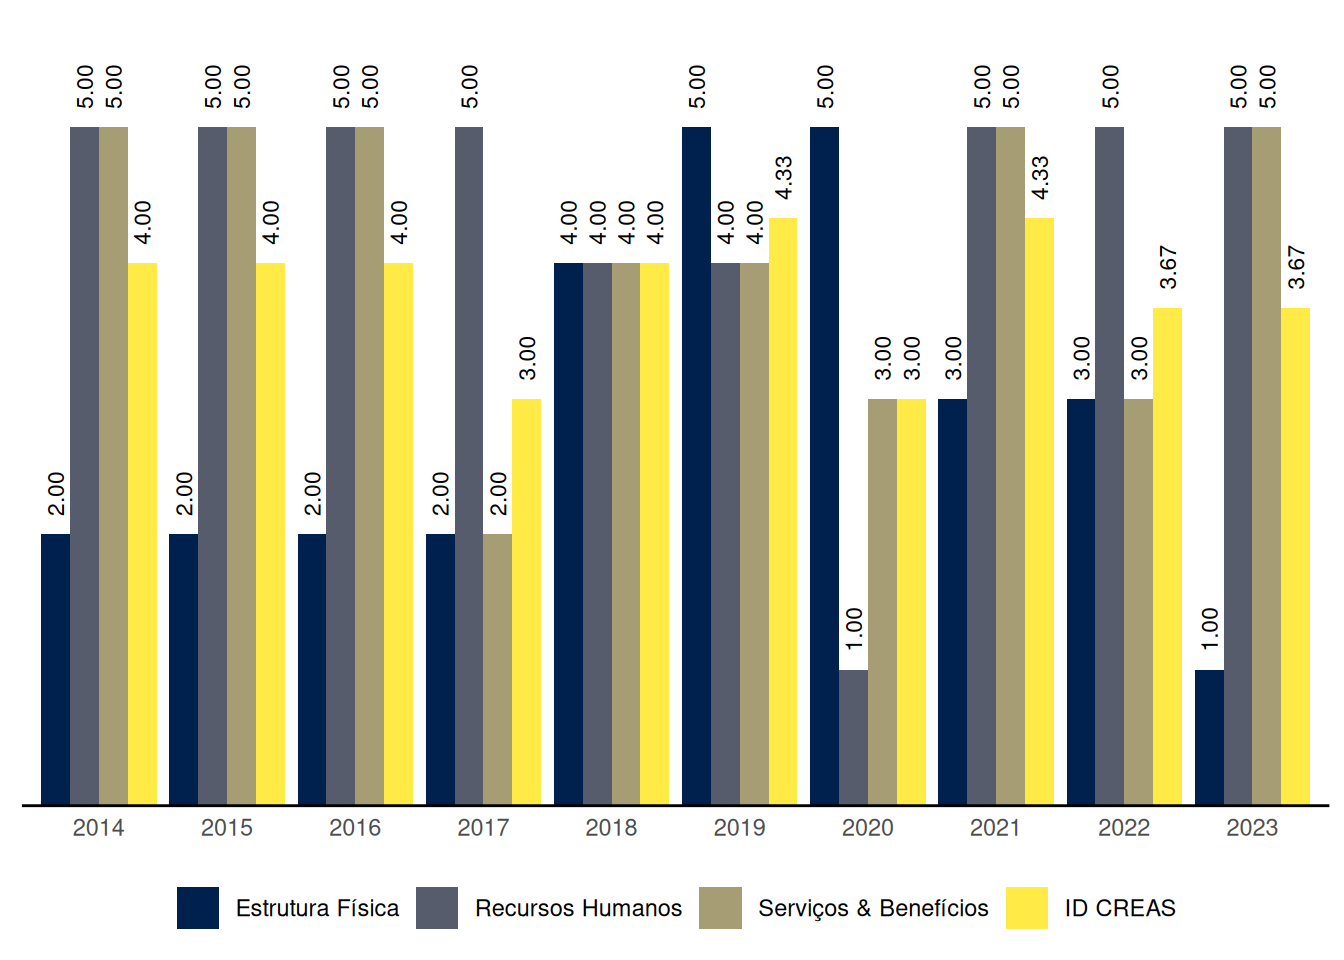 5.00 5.00 5.00 5.00 5.00 5.00 5.00 5.00 5.00 5.00 5.00 5.00 5.00 5.00
4.33 4.33
4.00 4.00 4.00 4.00 4.00 4.00 4.00 4.00 4.00
3.67 3.67
3.00 3.00 3.00 3.00 3.00 3.00
2.00 2.00 2.00 2.00 2.00
1.00 1.00
2014 2015 2016 2017 2018 2019 2020 2021 2022 2023
Estrutura Física Recursos Humanos Serviços & Benefícios ID CREAS